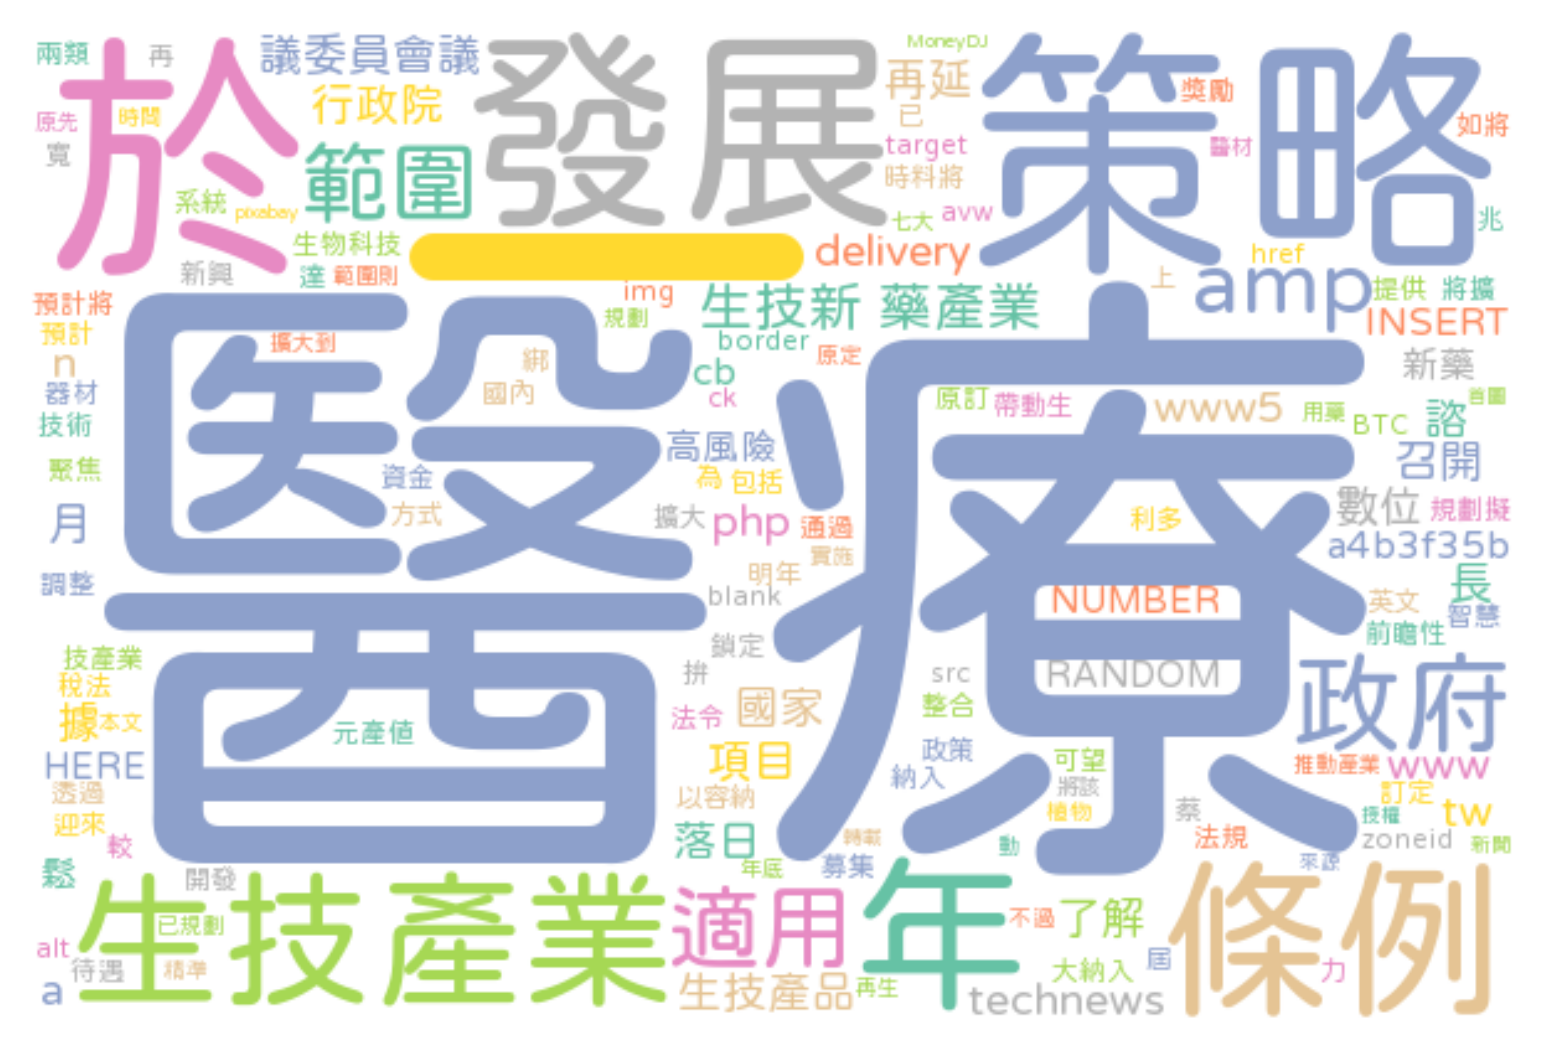 兩類
再
議委員會議
發展
MoneyDJ
再延
策略
獎勵
於
原先
時間
行政院
已
如將
寬
範圍
target
時料將
醫材
系統
pixabay
生物科技
七大
avw
兆
新興
達
範圍則
一
delivery
上
href
amp
提供
將擴
預計將
img
規劃
生技新
藥產業
INSERT
預計
擴大到
border
原定
n
綁
cb
新藥
器材
國內
ck
原訂
帶動生
www5
用藥
首圖
技術
BTC
諮
醫療
高風險
召開
聚焦
資金
為
包括
月
方式
擴大
php
通過
利多
數位
規劃擬
實施
a4b3f35b
調整
明年
blank
NUMBER
英文
長
智慧
鎖定
前瞻性
技產業
拚
src
RANDOM
政府
稅法
據
本文
元產值
法令
國家
整合
HERE
項目
政策
納入
可望
將該
推動產業
www
透過
以容納
植物
蔡
訂定
授權
tw
迎來
較
落日
轉載
動
法規
zoneid
新聞
鬆
開發
年底
募集
來源
生技產業
已規劃
適用
年
不過
了解
條例
alt
待遇
精準
a
生技產品
再生
大納入
屆
力
technews